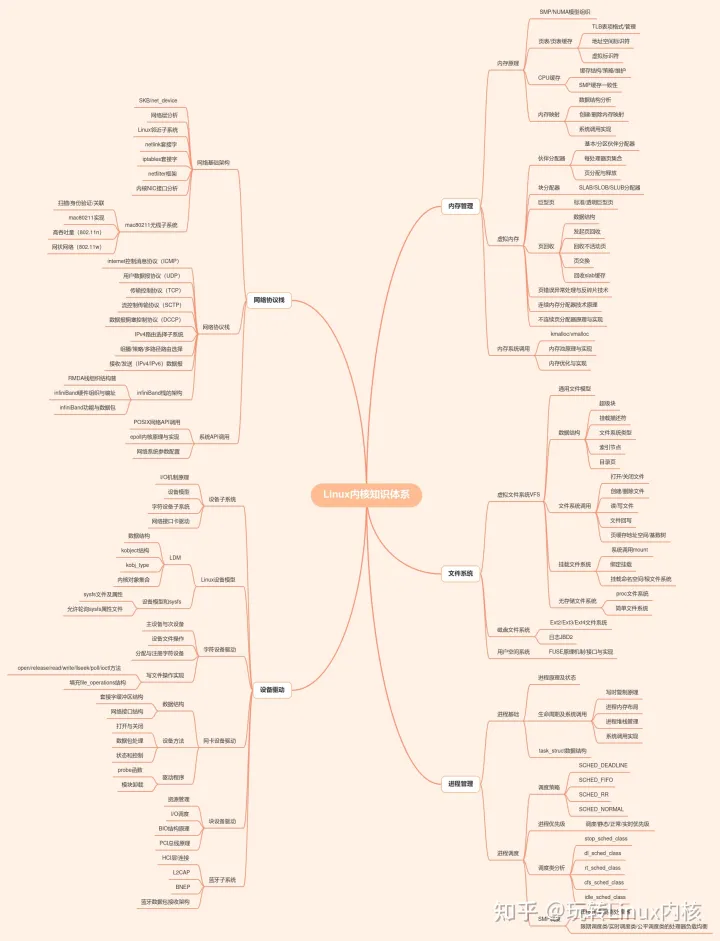 Linux内核知识体系
内存管理
内存原理
SMP/NUMA模型组织
页表/页表缓存
TLB表项格式/管理
地址空间标识符
虚拟标识符
CPU缓存
缓存结构/策略/维护
SMP缓存一致性
内存映射
数据结构分析
创建/删除内存映射
系统调用实现
虚拟内存
伙伴分配器
基本/分区伙伴分配器
每处理器页集合
页分配与释放
块分配器
SLAB/SLOB/SLUB分配器
巨型页
标准/透明巨型页
页回收
数据结构
发起页回收
回收不活动页
页交换
回收slab缓存
页错误异常处理与反碎片技术
连续内存分配器技术原理
不连续页分配器原理与实现
内存系统调用
kmalloc/vmalloc
内存池原理与实现
内存优化与实现
文件系统
虚拟文件系统VFS
通用文件模型
数据结构
超级块
挂载描述符
文件系统类型
索引节点
目录页
文件系统调用
打开/关闭文件
创建/删除文件
读/写文件
文件回写
页缓存地址空间/基数树
挂载文件系统
系统调用mount
绑定挂载
挂载命名空间/根文件系统
无存储文件系统
proc文件系统
简单文件系统
磁盘文件系统
Ext2/Ext3/Ext4文件系统
日志JBD2
用户空间系统
FUSE原理机制/接口与实现
进程管理
进程基础
进程原理及状态
生命周期及系统调用
写时复制原理
进程内存布局
进程堆栈管理
系统调用实现
task_struct数据结构
进程调度
调度策略
SCHED_DEADLINE
SCHED_FIFO
SCHED_RR
SCHED_NORMAL
进程优先级
调度/静态/正常/实时优先级
调度类分析
stop_sched_class
dl_sched_class
rt_sched_class
cfs_sched_class
idle_sched_class
SMP调度
限期调度类/实时调度类/公平调度类的处理器负载均衡
网络协议栈
网络基础架构
SKB/net_device
网络层分析
Linux邻近子系统
netlink套接字
iptables套接字
netfilter框架
内核NIC接口分析
mac80211无线子系统
扫描/身份验证/关联
mac80211实现
高吞吐量（802.11n）
网状网络（802.11w）
网络协议栈
internet控制消息协议（ICMP）
用户数据报协议（UDP）
传输控制协议（TCP）
流控制传输协议（SCTP）
数据报拥塞控制协议（DCCP）
IPV4路由选择子系统
组播/策略/多路径路由选择
接收/发送（IPv4/IPv6）数据报
infiniBand栈的架构
RMDA栈组织结构器
infiniBand硬件组织与编址
infiniBand功能与数据包
系统API调用
POSIX网络API调用
epoll内核原理与实现
网络系统参数配置
设备驱动
设备子系统
I/O机制原理
设备模型
字符设备子系统
网络接口卡驱动
Linux设备模型
LDM
数据结构
kobject结构
kobj_type
内核对象集合
设备模型和sysfs
sysfs文件及属性
允许轮询sysfs属性文件
字符设备驱动
主设备与次设备
设备文件操作
分配与注册字符设备
写文件操作实现
open/release/read/write/llseek/poll/ioctl方法
填充file_operations结构
网卡设备驱动
数据结构
套接字缓冲区结构
网络接口结构
设备方法
打开与关闭
数据包处理
状态和控制
驱动程序
probe函数
模块卸载
块设备驱动
资源管理
I/O调度
BIO结构原理
PCI总线原理
蓝牙子系统
HCI层/连接
L2CAP
BNEP
蓝牙数据包接收架构
知乎 @玩转Linux内核